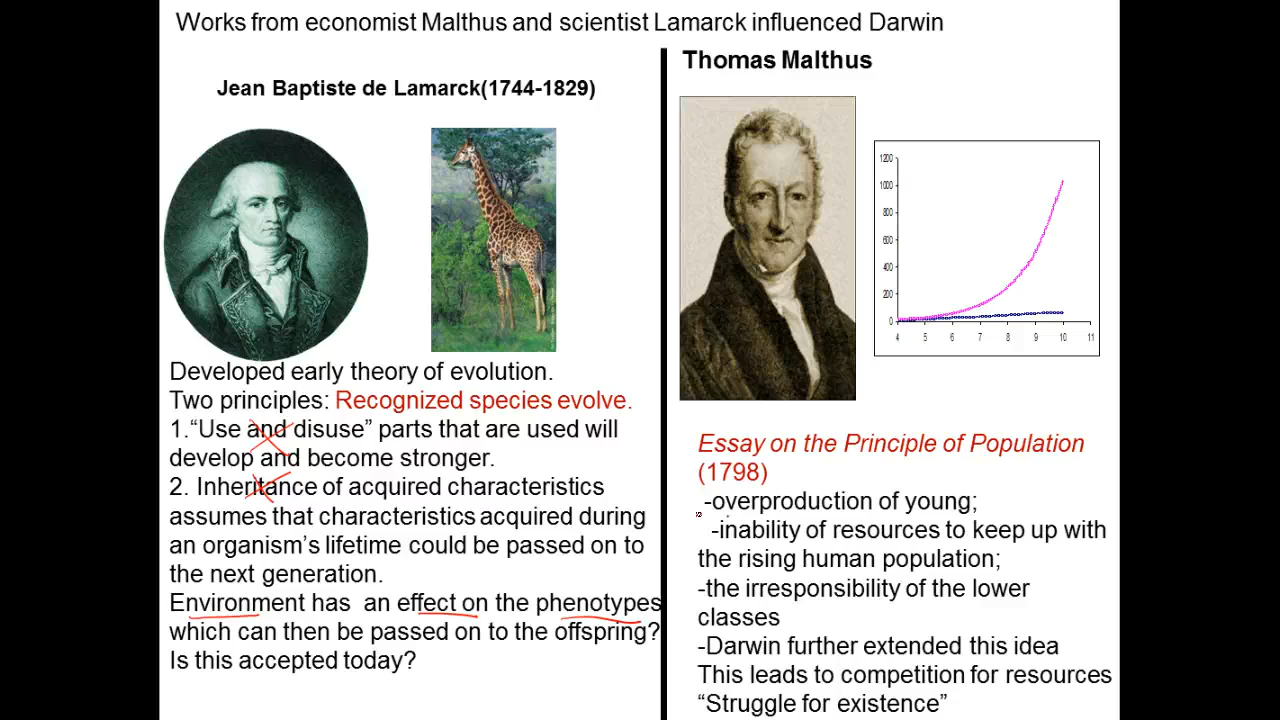 Works from economist Malthus and scientist Lamarck influenced Darwin
Jean Baptiste de Lamarck(1744-1829)
Developed early theory of evolution.
Two principles: Recognized species evolve.
1.“Use and disuse” parts that are used will
develop and become stronger.
2. Inheritance of acquired characteristics
assumes that characteristics acquired during
an organism’s lifetime could be passed on to
the next generation.
Environment has an effect on the phenotypes
which can then be passed on to the offspring?
Is this accepted today?
Thomas Malthus
1200
1000
800
600
400
200
0
4 5 6 7 8 9 10 11
Essay on the Principle of Population
(1798)
-overproduction of young;
-inability of resources to keep up with
the rising human population;
-the irresponsibility of the lower
classes
-Darwin further extended this idea
This leads to competition for resources
“Struggle for existence”